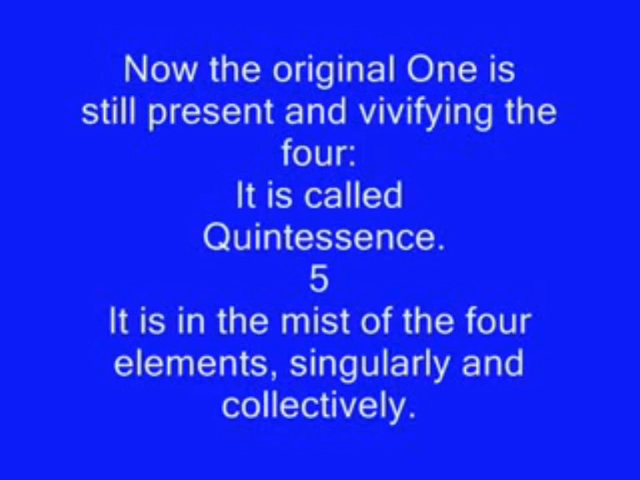 Now the original One is
still present and vivifying the
four:
It is called
Quintessence.
5
It is in the mist of the four
elements, singularly and
collectively.